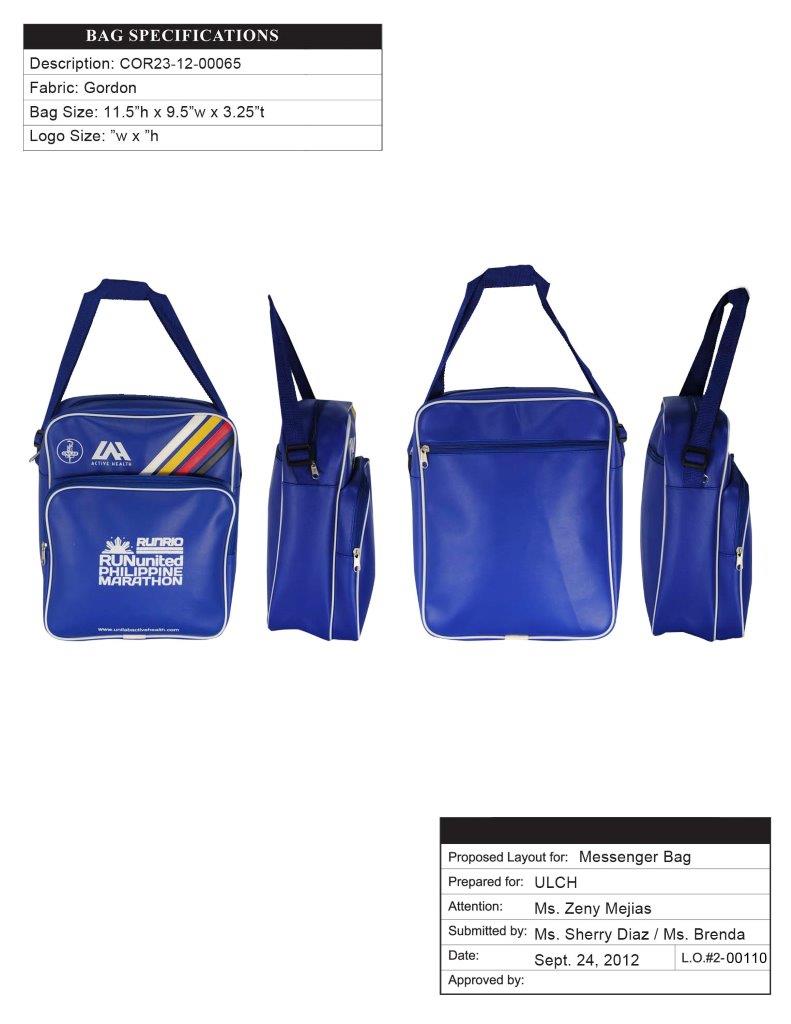 BAG SPECIFICATIONS
Description: COR23-12-00065
Fabric: Gordon
Bag Size: 11.5”h x 9.5”w x 3.25”t
Logo Size: ”w x ”h
ACTIVE HEALTH
RUNRIO
RUNunited
PHILIPPINE
MARATHON
www.unilabactivehealth.com
Proposed Layout for: Messenger Bag
Prepared for: ULCH
Attention: Ms. Zeny Mejias
Submitted by: Ms. Sherry Diaz / Ms. Brenda
Date: Sept. 24, 2012 L.O.#2-00110
Approved by: